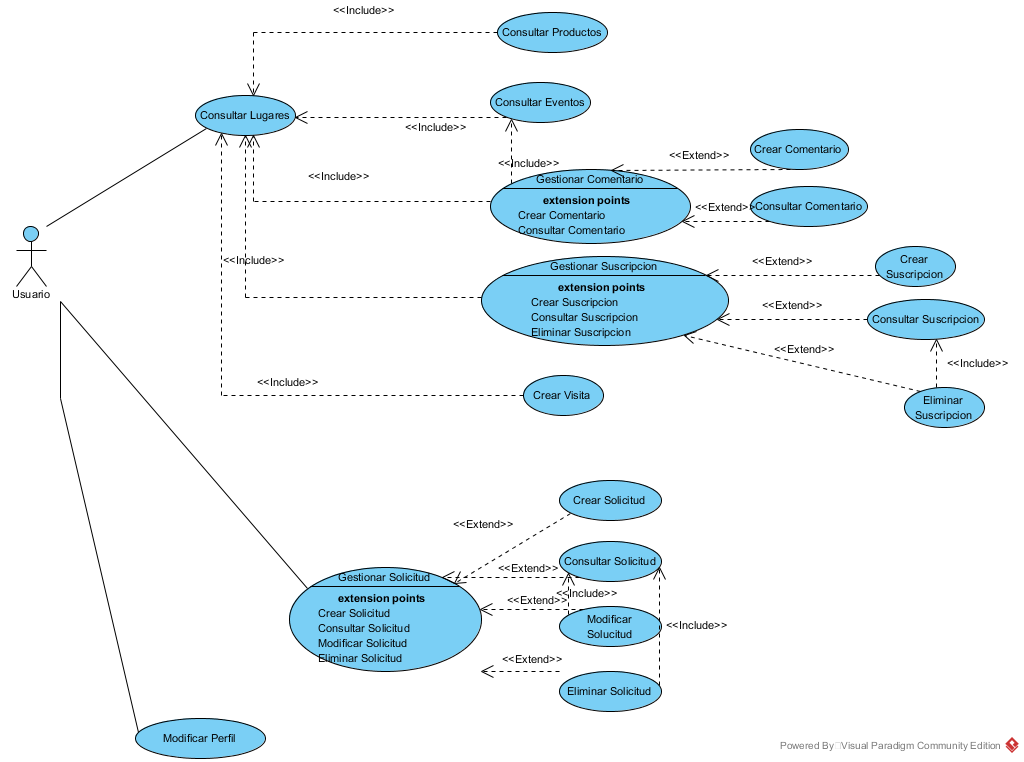 <<Include>>
Consultar Productos
Consultar Eventos
Consultar Lugares
<<Include>>
Crear Comentario
<<Extend>>
<<Include>>
<<Include>>
Gestionar Comentario
extension points
Crear Comentario
Consultar Comentario
<<Extend>>
Consultar Comentario
<<Include>>
Usuario
Gestionar Suscripcion
extension points
Crear Suscripcion
Consultar Suscripcion
Eliminar Suscripcion
<<Extend>>
Crear
Suscripcion
<<Extend>>
Consultar Suscripcion
<<Extend>>
<<Include>>
Eliminar
Suscripcion
<<Include>>
Crear Visita
Crear Solicitud
<<Extend>>
Consultar Solicitud
<<Extend>>
Gestionar Solicitud
extension points
Crear Solicitud
Consultar Solicitud
Modificar Solicitud
Eliminar Solicitud
<<Include>>
<<Extend>>
Modificar
Solucitud
<<Include>>
<<Extend>>
Eliminar Solicitud
Modificar Perfil
Powered By Visual Paradigm Community Edition